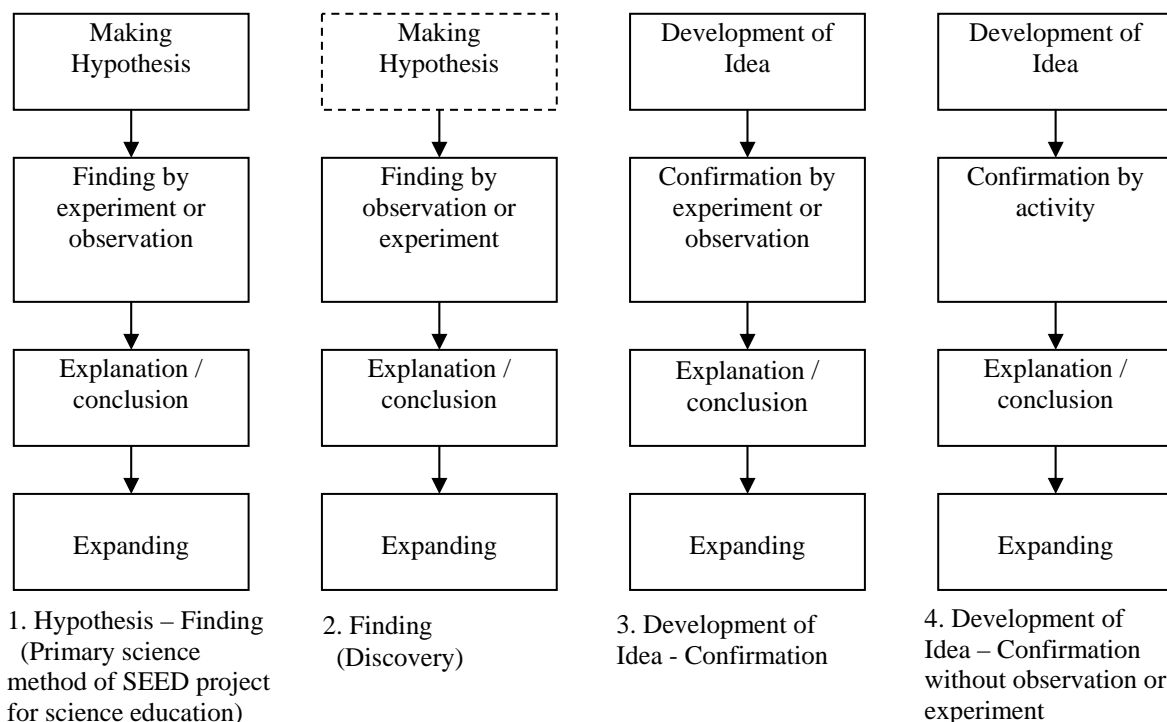 Making
Hypothesis
Finding by
experiment or
observation
Explanation /
conclusion
Expanding
1. Hypothesis – Finding
(Primary science
method of SEED project
for science education)
Making
Hypothesis
Finding by
observation or
experiment
Explanation /
conclusion
Expanding
2. Finding
(Discovery)
Development of
Idea
Confirmation by
experiment or
observation
Explanation /
conclusion
Expanding
3. Development of
Idea - Confirmation
Development of
Idea
Confirmation by
activity
Explanation /
conclusion
Expanding
4. Development of
Idea – Confirmation
without observation or
experiment